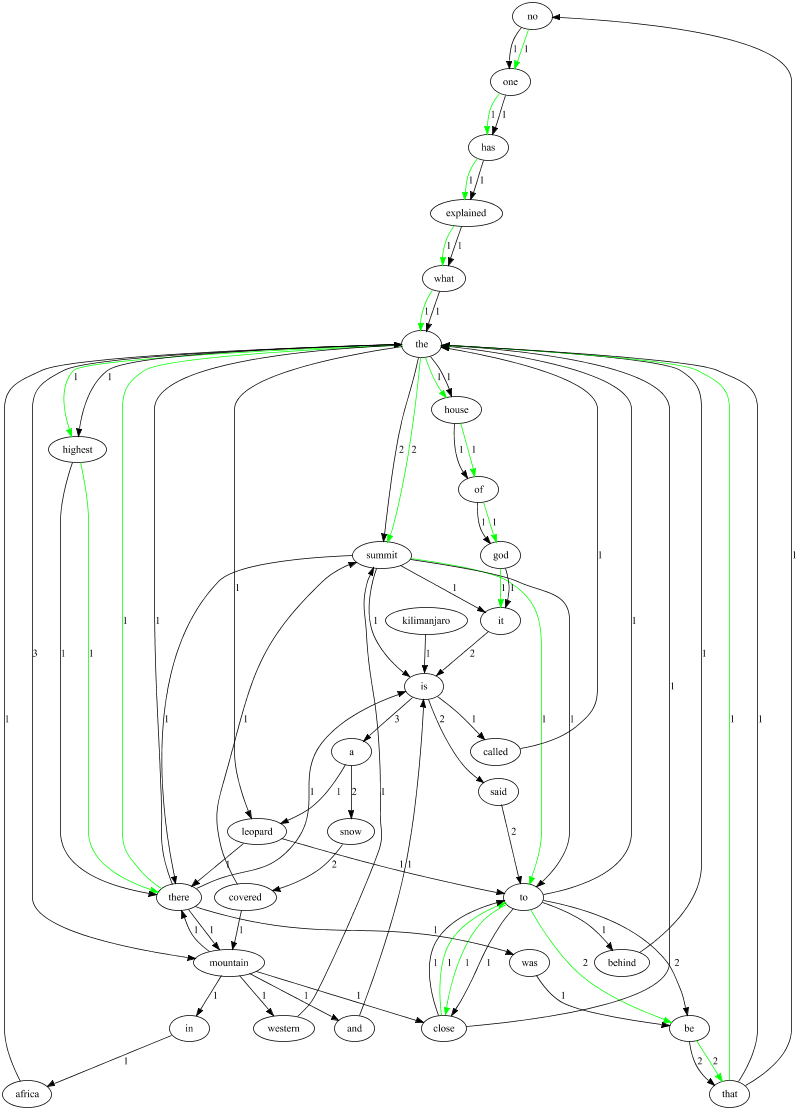 no
1 1
one
1 1
has
1 1
explained
1 1
what
1 1
the
1 1 1 1
house
highest
2 2 1 1
of
1 1
summit god
1 1 1
kilimanjaro it
1 1 2
is
3 2 1
a called
1 2 said
leopard snow
1 2 1 2
there covered to
1 1 1 1 1 1 1 1 2 2
mountain was behind
1 1 1 1 1 2 2
in western and close be
1
africa that
3 1 1 1 1 1 1 1 1 1 1 1 1 1 1 1 1